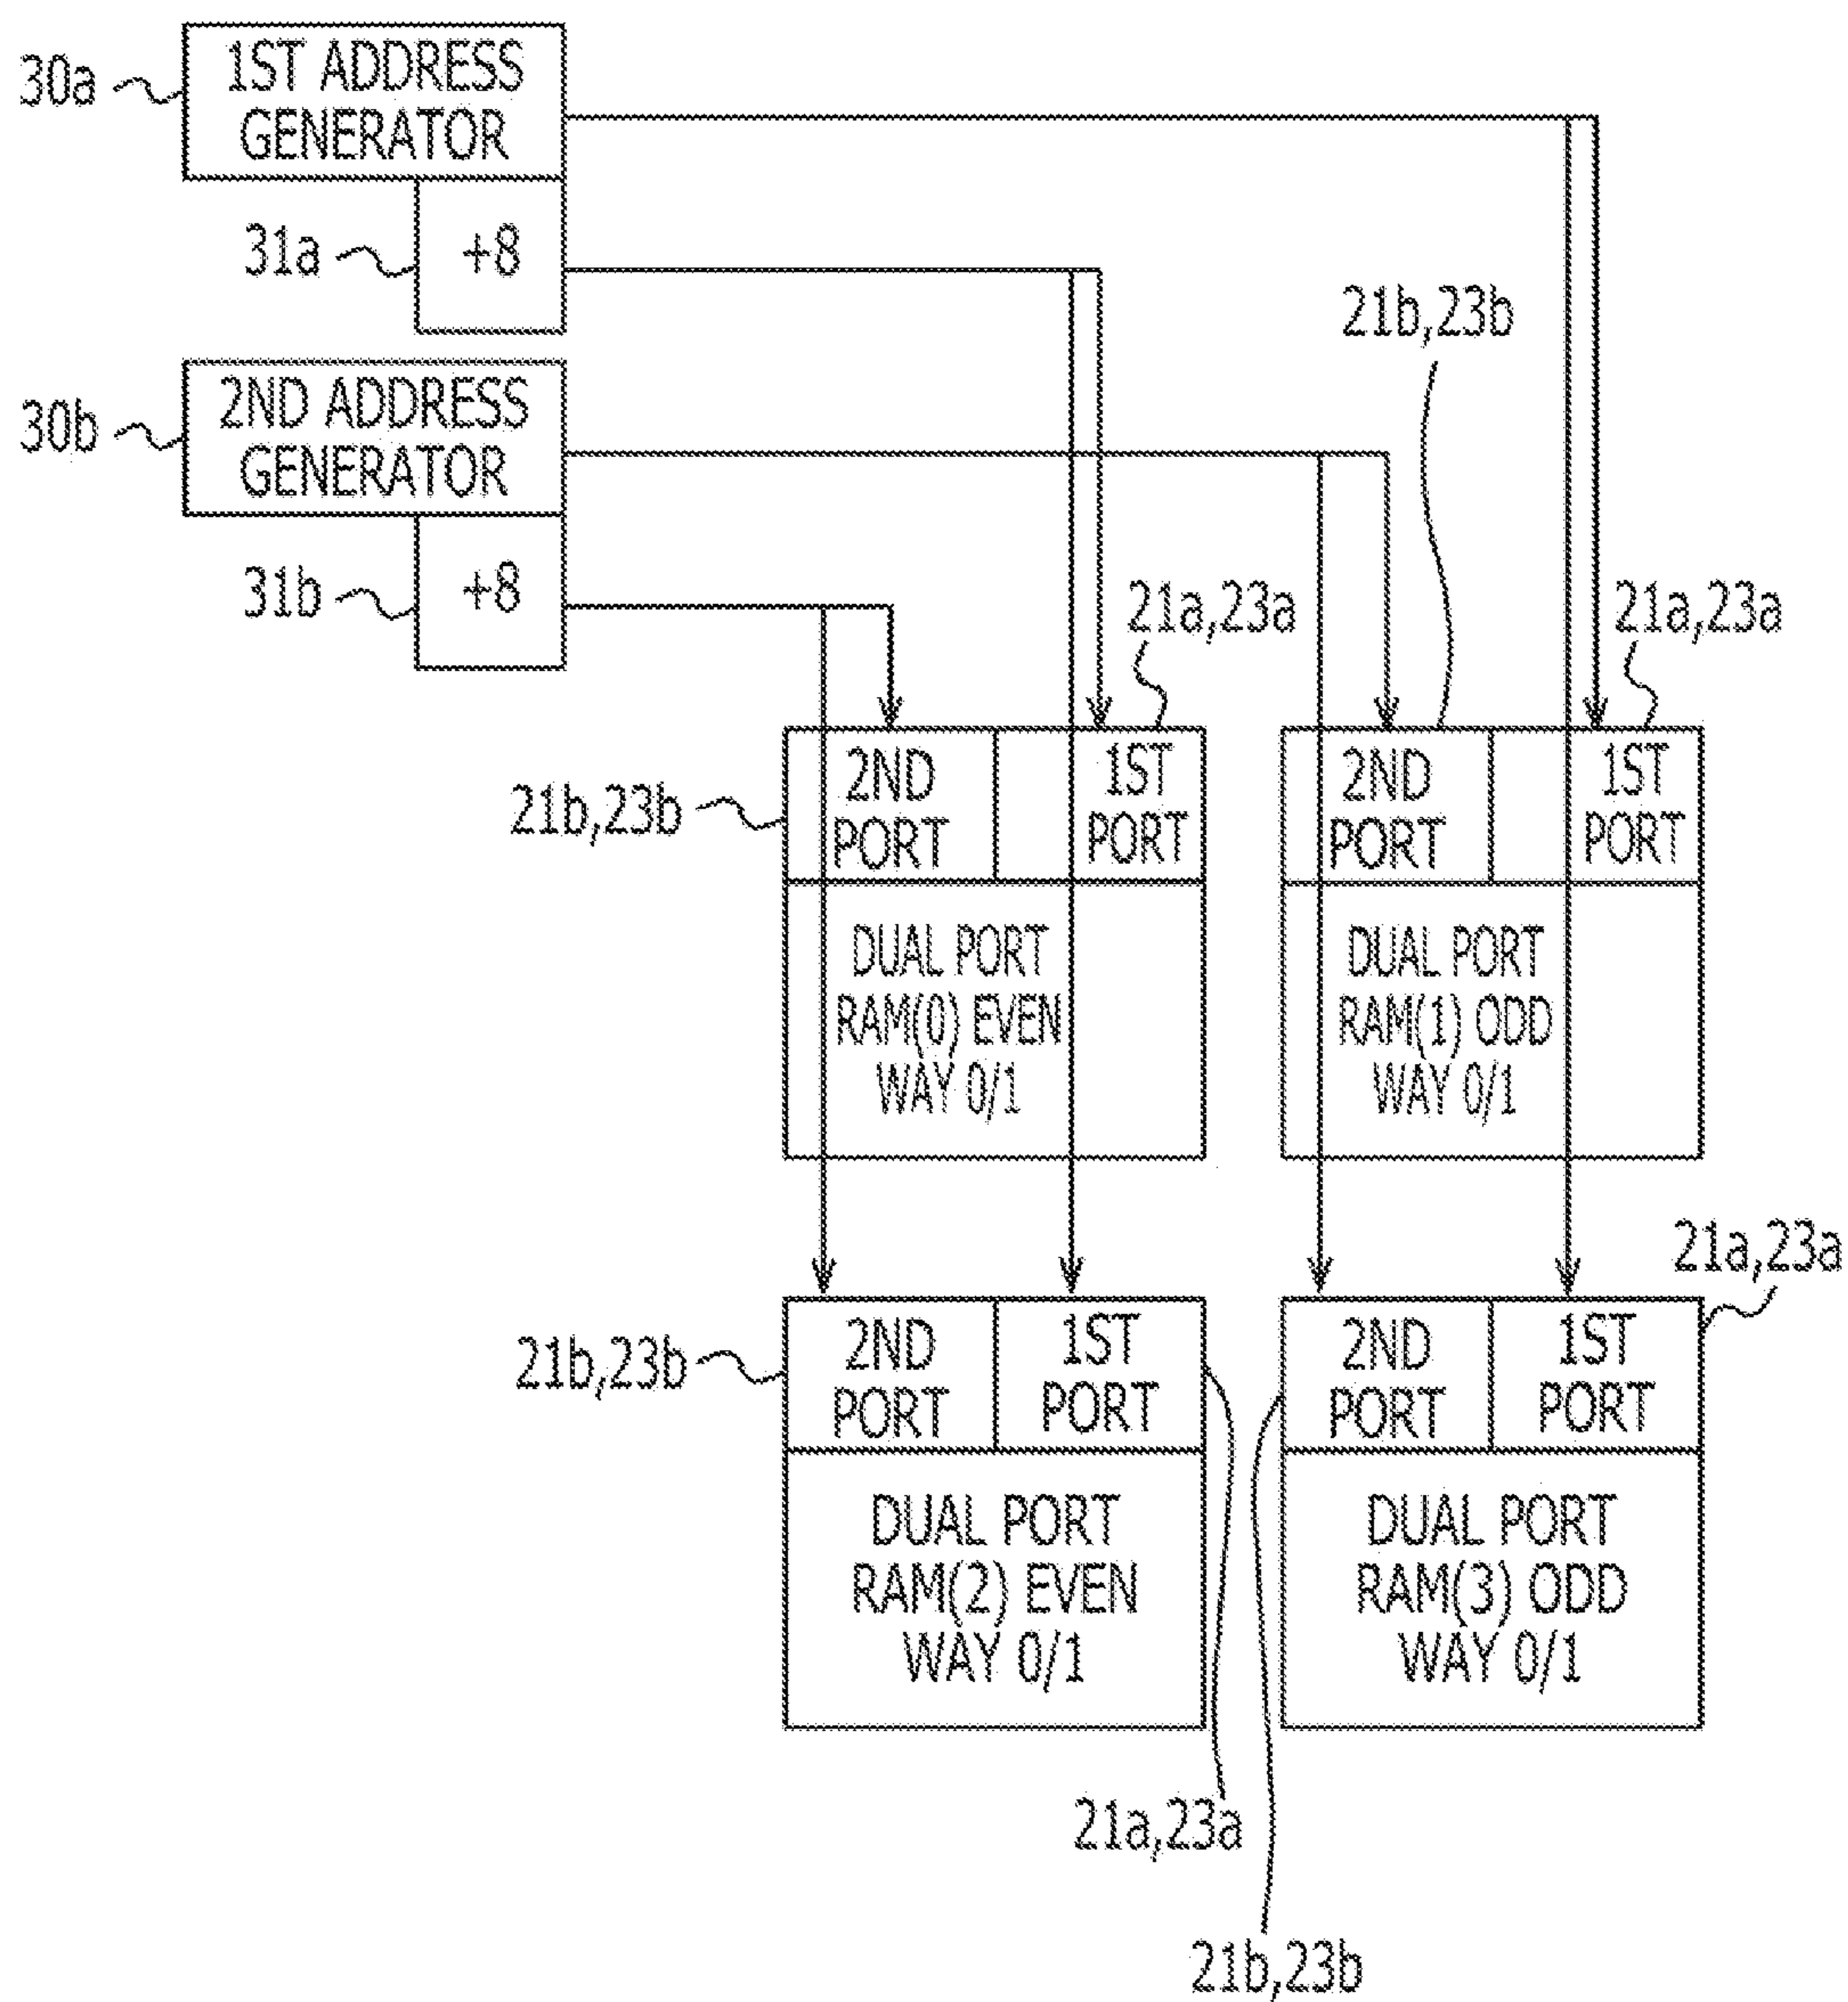 30a
1ST ADDRESS
GENERATOR
31a
+8
30b
2ND ADDRESS
GENERATOR
31b
+8
21b,23b
21a,23a
21a,23a
21b,23b
2ND
PORT
1ST
PORT
DUAL PORT
RAM(0) EVEN
WAY 0/1
2ND
PORT
1ST
PORT
DUAL PORT
RAM(1) ODD
WAY 0/1
21a,23a
21b,23b
2ND
PORT
1ST
PORT
DUAL PORT
RAM(2) EVEN
WAY 0/1
2ND
PORT
1ST
PORT
DUAL PORT
RAM(3) ODD
WAY 0/1
21a,23a
21b,23b